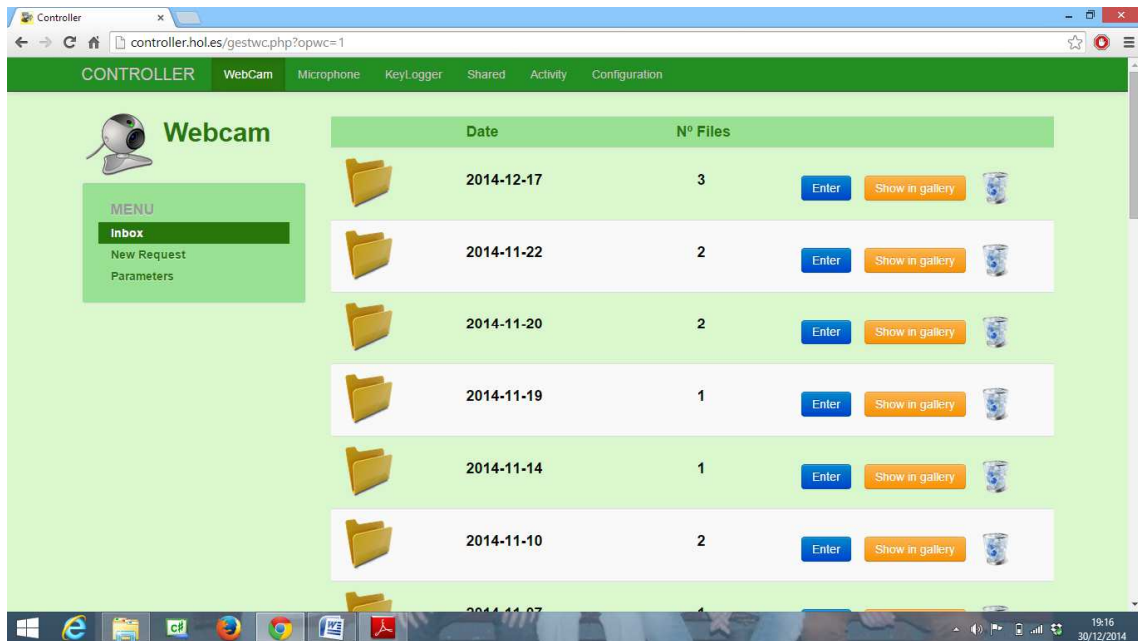 Controller
controller.hol.es/gestwc.php?opwc=1
CONTROLLER WebCam Microphone KeyLogger Shared Activity Configuration
Webcam
MENU
Inbox
New Request
Parameters
Date Nº Files
2014-12-17 3 Enter Show in gallery
2014-11-22 2 Enter Show in gallery
2014-11-20 2 Enter Show in gallery
2014-11-19 1 Enter Show in gallery
2014-11-14 1 Enter Show in gallery
2014-11-10 2 Enter Show in gallery
C#
19:16
30/12/2014